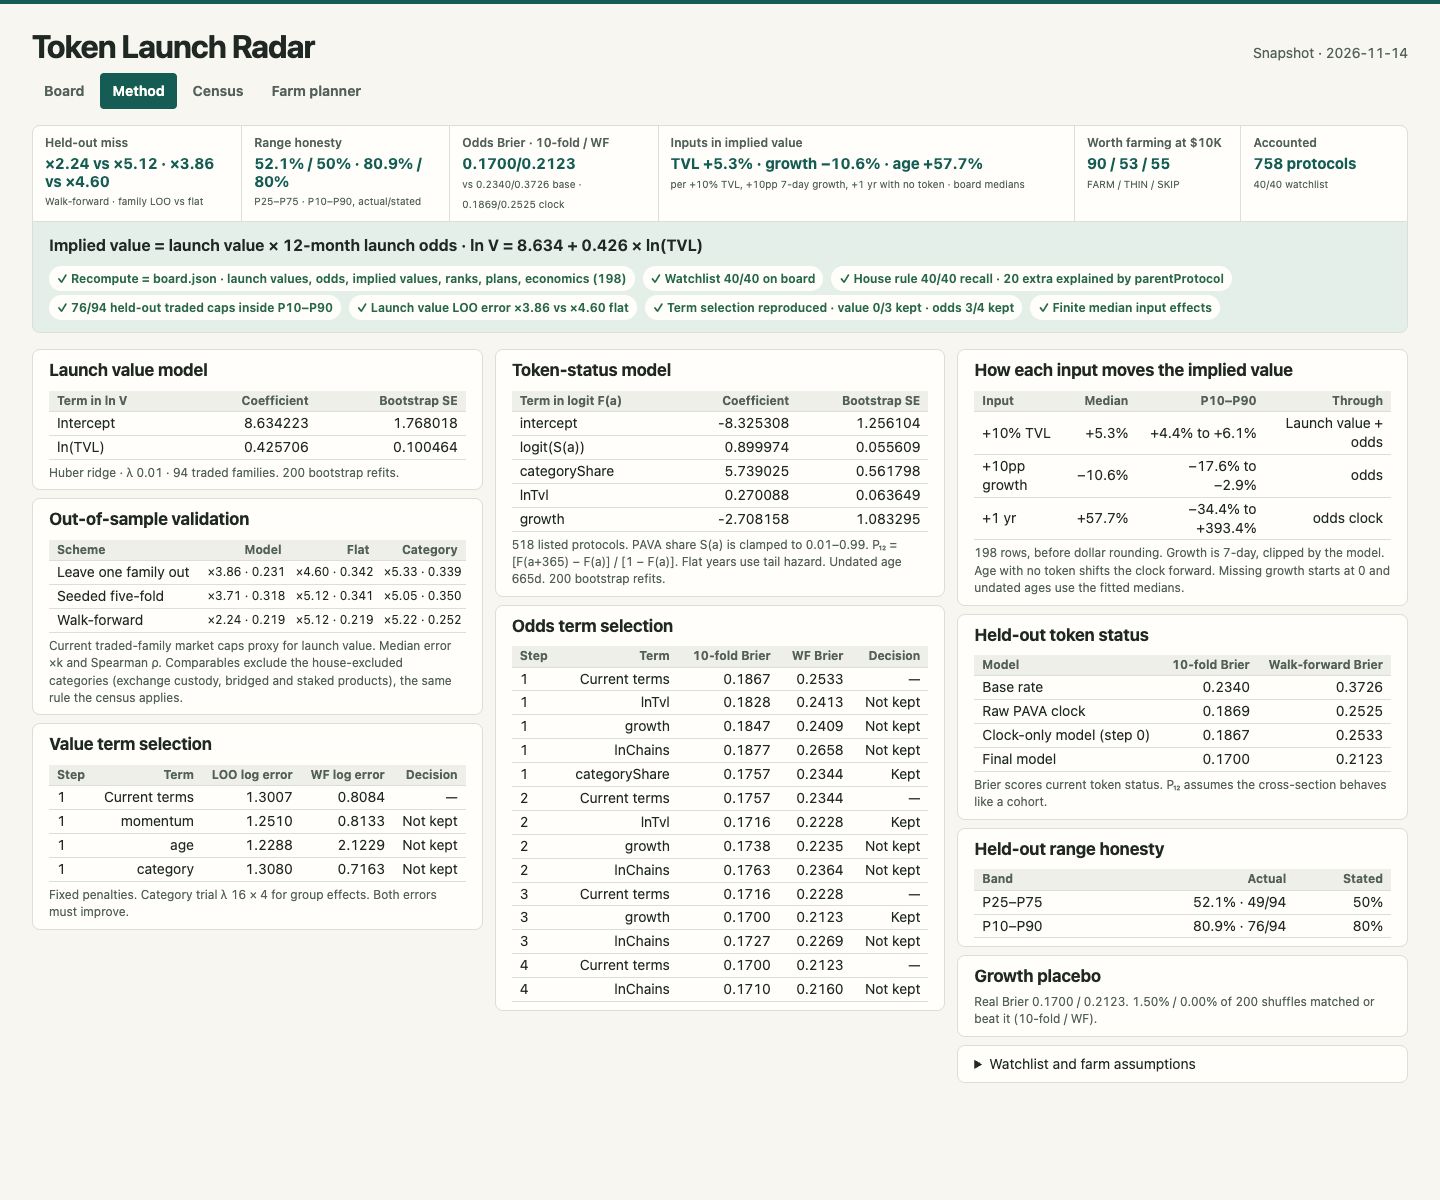 Token Launch Radar
Snapshot · 2026-11-14
Board Method Census Farm planner
Held-out miss
×2.24 vs ×5.12 · ×3.86
vs ×4.60
Walk-forward · family LOO vs flat
Range honesty
52.1% / 50% · 80.9% /
80%
P25–P75 · P10–P90, actual/stated
Odds Brier · 10-fold / WF
0.1700/0.2123
vs 0.2340/0.3726 base ·
0.1869/0.2525 clock
Inputs in implied value
TVL +5.3% · growth −10.6% · age +57.7%
per +10% TVL, +10pp 7-day growth, +1 yr with no token · board medians
Worth farming at $10K
90 / 53 / 55
FARM / THIN / SKIP
Accounted
758 protocols
40/40 watchlist
Implied value = launch value × 12-month launch odds · ln V = 8.634 + 0.426 × ln(TVL)
✓ Recompute = board.json · launch values, odds, implied values, ranks, plans, economics (198) ✓ Watchlist 40/40 on board ✓ House rule 40/40 recall · 20 extra explained by parentProtocol
✓ 76/94 held-out traded caps inside P10–P90 ✓ Launch value LOO error ×3.86 vs ×4.60 flat ✓ Term selection reproduced · value 0/3 kept · odds 3/4 kept ✓ Finite median input effects
Launch value model
Term in ln V Coefficient Bootstrap SE
Intercept 8.634223 1.768018
ln(TVL) 0.425706 0.100464
Huber ridge · λ 0.01 · 94 traded families. 200 bootstrap refits.
Out-of-sample validation
Scheme Model Flat Category
Leave one family out ×3.86 · 0.231 ×4.60 · 0.342 ×5.33 · 0.339
Seeded five-fold ×3.71 · 0.318 ×5.12 · 0.341 ×5.05 · 0.350
Walk-forward ×2.24 · 0.219 ×5.12 · 0.219 ×5.22 · 0.252
Current traded-family market caps proxy for launch value. Median error
×k and Spearman ρ. Comparables exclude the house-excluded
categories (exchange custody, bridged and staked products), the same
rule the census applies.
Value term selection
Step Term LOO log error WF log error Decision
1 Current terms 1.3007 0.8084 —
1 momentum 1.2510 0.8133 Not kept
1 age 1.2288 2.1229 Not kept
1 category 1.3080 0.7163 Not kept
Fixed penalties. Category trial λ 16 × 4 for group effects. Both errors
must improve.
Token-status model
Term in logit F(a) Coefficient Bootstrap SE
intercept -8.325308 1.256104
logit(S(a)) 0.899974 0.055609
categoryShare 5.739025 0.561798
lnTvl 0.270088 0.063649
growth -2.708158 1.083295
518 listed protocols. PAVA share S(a) is clamped to 0.01–0.99. P₁₂ =
[F(a+365) − F(a)] / [1 − F(a)]. Flat years use tail hazard. Undated age
665d. 200 bootstrap refits.
Odds term selection
Step Term 10-fold Brier WF Brier Decision
1 Current terms 0.1867 0.2533 —
1 lnTvl 0.1828 0.2413 Not kept
1 growth 0.1847 0.2409 Not kept
1 lnChains 0.1877 0.2658 Not kept
1 categoryShare 0.1757 0.2344 Kept
2 Current terms 0.1757 0.2344 —
2 lnTvl 0.1716 0.2228 Kept
2 growth 0.1738 0.2235 Not kept
2 lnChains 0.1763 0.2364 Not kept
3 Current terms 0.1716 0.2228 —
3 growth 0.1700 0.2123 Kept
3 lnChains 0.1727 0.2269 Not kept
4 Current terms 0.1700 0.2123 —
4 lnChains 0.1710 0.2160 Not kept
How each input moves the implied value
Input Median P10–P90 Through
+10% TVL +5.3% +4.4% to +6.1% Launch value +
odds
+10pp
growth −10.6% −17.6% to
−2.9% odds
+1 yr +57.7% −34.4% to
+393.4% odds clock
198 rows, before dollar rounding. Growth is 7-day, clipped by the model.
Age with no token shifts the clock forward. Missing growth starts at 0 and
undated ages use the fitted medians.
Held-out token status
Model 10-fold Brier Walk-forward Brier
Base rate 0.2340 0.3726
Raw PAVA clock 0.1869 0.2525
Clock-only model (step 0) 0.1867 0.2533
Final model 0.1700 0.2123
Brier scores current token status. P₁₂ assumes the cross-section behaves
like a cohort.
Held-out range honesty
Band Actual Stated
P25–P75 52.1% · 49/94 50%
P10–P90 80.9% · 76/94 80%
Growth placebo
Real Brier 0.1700 / 0.2123. 1.50% / 0.00% of 200 shuffles matched or
beat it (10-fold / WF).
▶ Watchlist and farm assumptions